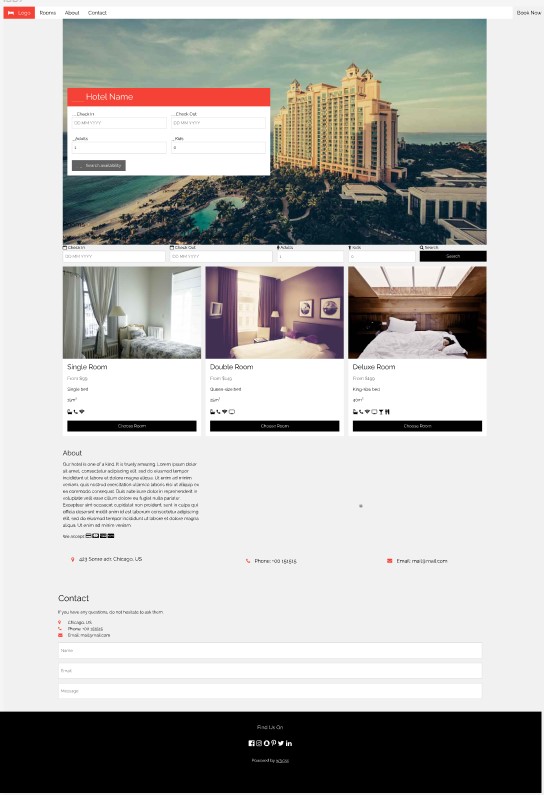 Logo Rooms About Contact Book Now
Hotel Name
Check In Check Out
DD MM YYYY DD MM YYYY
Adults Kids
1 0
Search availability
Check In Check Out Adults Kids Search
DD MM YYYY DD MM YYYY 1 0 Search
Single Room
From $99
Single bed
15m²
Choose Room
Double Room
From $149
Queen-size bed
25m²
Choose Room
Deluxe Room
From $199
King-size bed
40m²
Choose Room
About
Our hotel is one of a kind. It is truely amazing. Lorem ipsum dolor
sit amet, consectetur adipiscing elit, sed do eiusmod tempor
incididunt ut labore et dolore magna aliqua. Ut enim ad minim
veniam, quis nostrud exercitation ullamco laboris nisi ut aliquip ex
ea commodo consequat. Duis aute irure dolor in reprehenderit in
voluptate velit esse cillum dolore eu fugiat nulla pariatur.
Excepteur sint occaecat cupidatat non proident, sunt in culpa qui
officia deserunt mollit anim id est laborum consectetur adipiscing
elit, sed do eiusmod tempor incididunt ut labore et dolore magna
aliqua. Ut enim ad minim veniam.
We accept:
423 Some adr, Chicago, US
Phone: +00 151515
Email: mail@mail.com
Contact
If you have any questions, do not hesitate to ask them.
Chicago, US
Phone: +00 151515
Email: mail@mail.com
Name
Email
Message
Find Us On
Powered by w3.css